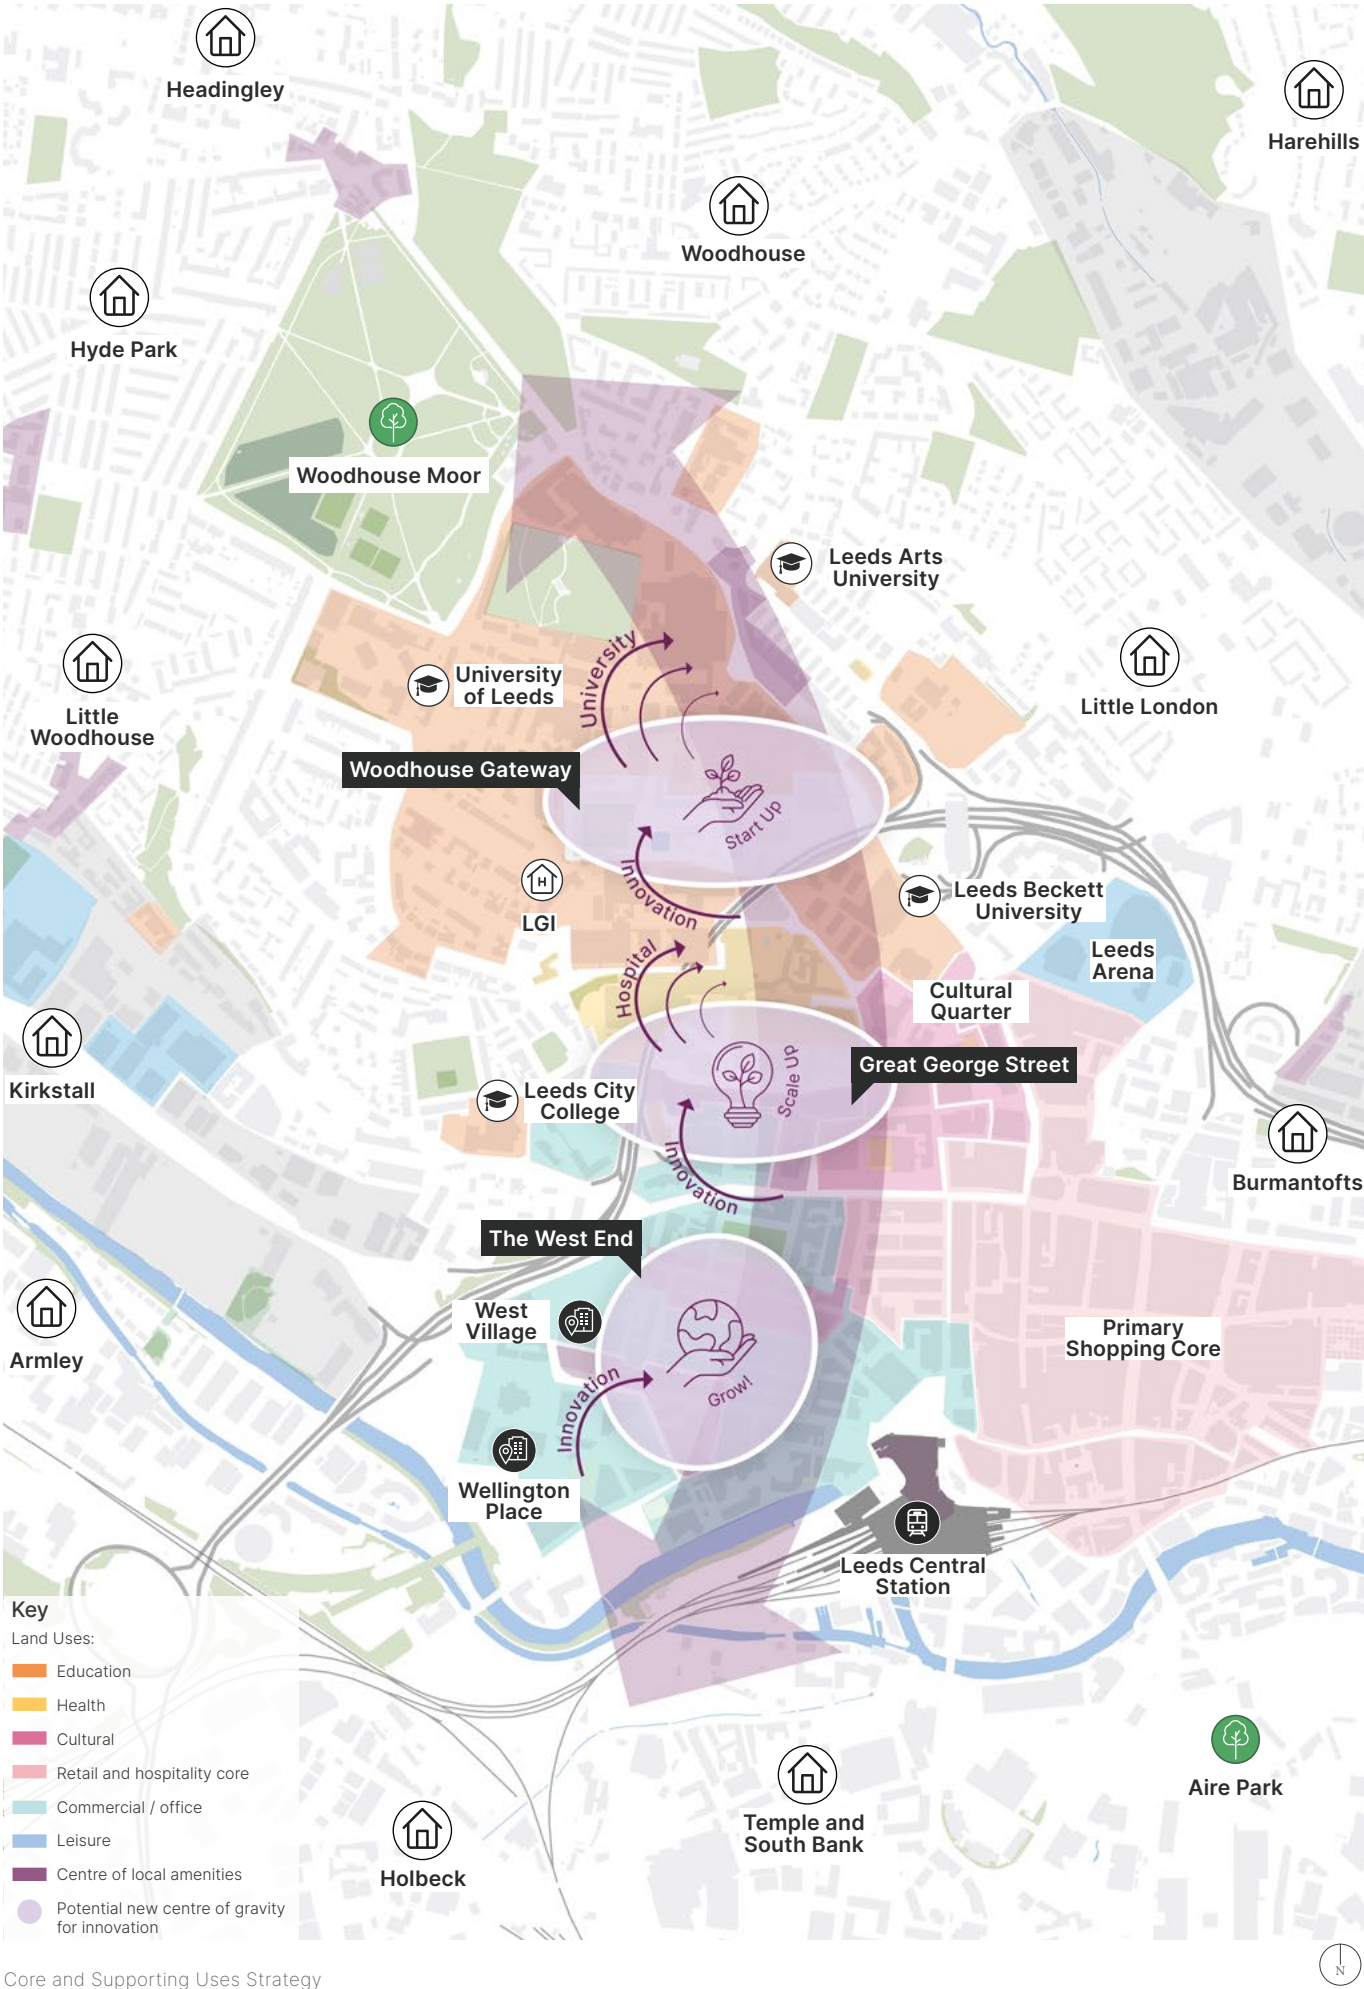 Headingley
Harehills
Woodhouse
Hyde Park
Woodhouse Moor
Leeds Arts
University
University
University
of Leeds
Little
Woodhouse
Little London
Woodhouse Gateway
Start Up
Innovation
LGI
Leeds Beckett
University
Leeds
Arena
Hospital
Cultural
Quarter
Great George Street
Scale Up
Kirkstall
Leeds City
College
Innovation
Burmantofts
The West End
West
Village
Primary
Shopping Core
Armley
Grow!
Innovation
Wellington
Place
Leeds Central
Station
Key
Land Uses:
Education
Health
Cultural
Retail and hospitality core
Commercial / office
Leisure
Centre of local amenities
Potential new centre of gravity
for innovation
Aire Park
Temple and
South Bank
Holbeck
N
Core and Supporting Uses Strategy
H